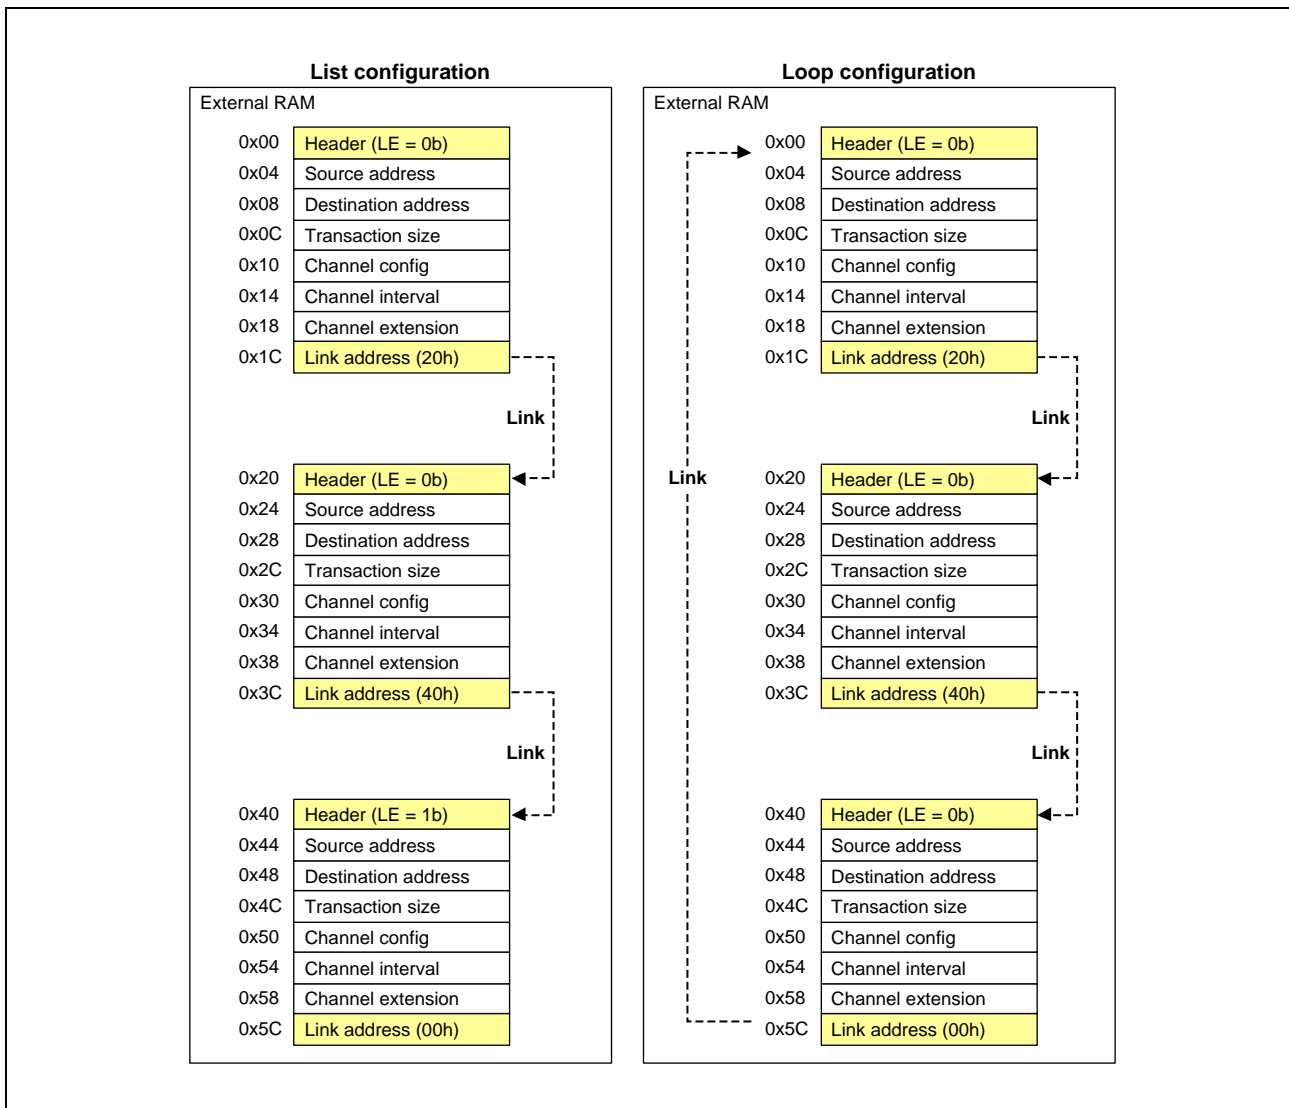 List configuration
External RAM
0x00 Header (LE = 0b)
0x04 Source address
0x08 Destination address
0x0C Transaction size
0x10 Channel config
0x14 Channel interval
0x18 Channel extension
0x1C Link address (20h)
Link
0x20 Header (LE = 0b)
0x24 Source address
0x28 Destination address
0x2C Transaction size
0x30 Channel config
0x34 Channel interval
0x38 Channel extension
0x3C Link address (40h)
Link
0x40 Header (LE = 1b)
0x44 Source address
0x48 Destination address
0x4C Transaction size
0x50 Channel config
0x54 Channel interval
0x58 Channel extension
0x5C Link address (00h)
Loop configuration
External RAM
0x00 Header (LE = 0b)
0x04 Source address
0x08 Destination address
0x0C Transaction size
0x10 Channel config
0x14 Channel interval
0x18 Channel extension
0x1C Link address (20h)
Link
Link
0x20 Header (LE = 0b)
0x24 Source address
0x28 Destination address
0x2C Transaction size
0x30 Channel config
0x34 Channel interval
0x38 Channel extension
0x3C Link address (40h)
Link
0x40 Header (LE = 0b)
0x44 Source address
0x48 Destination address
0x4C Transaction size
0x50 Channel config
0x54 Channel interval
0x58 Channel extension
0x5C Link address (00h)